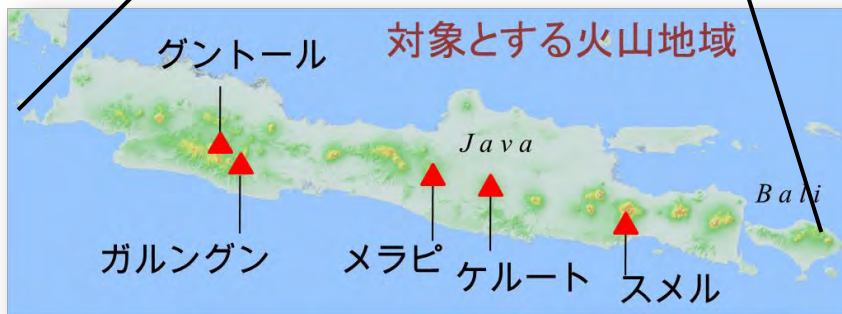 対象とする火山地域
グントール
Java
Bali
ガルングン
メラピ
ケルート
スメル